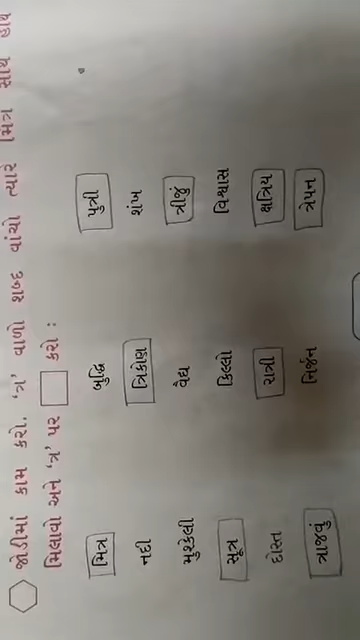 જોડીમાં કામ કરો. 'ત્ર' વાળો શબ્દ વાંચો ત્યારે મિત્ર સાથે હાથ
મિલાવો અને 'ત્ર' પર કરો :
મિત્ર બુદ્ધિ પુત્રી
નદી ત્રિકોણ શંખ
મુશ્કેલી વૈદ્ય ત્રીજું
સૂત્ર કિલ્લો વિશ્વાસ
દોસ્ત રાત્રી ક્ષત્રિય
ત્રાજવું નિર્જન ત્રેપન